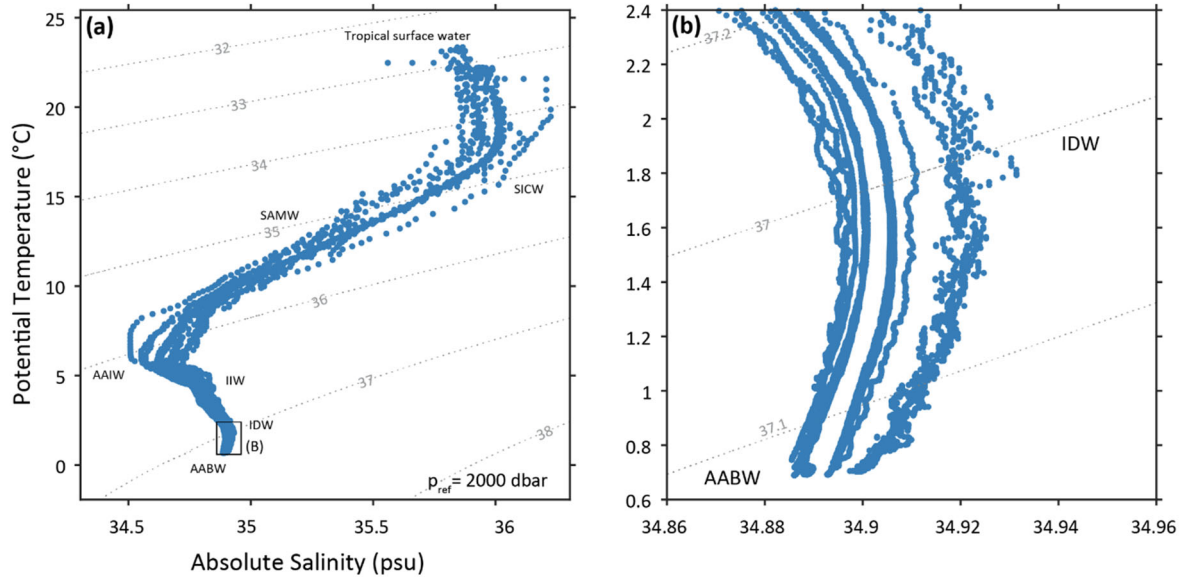 (a)
Potential Temperature (°C)
25
20
15
10
5
0
32
33
34
35
36
37
38
Tropical surface water
SICW
SAMW
AAIW
IIW
IDW
(B)
AABW
p_ref= 2000 dbar
34.5 35 35.5 36
Absolute Salinity (psu)
(b)
2.4
2.2
2
1.8
1.6
1.4
1.2
1
0.8
0.6
37.2
37
37.1
IDW
AABW
34.86 34.88 34.9 34.92 34.94 34.96